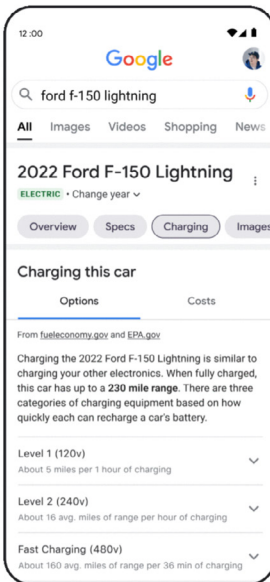 12:00
Google
ford f-150 lightning
All Images Videos Shopping News
2022 Ford F-150 Lightning
ELECTRIC • Change year
Overview Specs Charging Images
Charging this car
Options Costs
From fueleconomy.gov and EPA.gov
Charging the 2022 Ford F-150 Lightning is similar to
charging your other electronics. When fully charged,
this car has up to a 230 mile range. There are three
categories of charging equipment based on how
quickly each can recharge a car's battery.
Level 1 (120v)
About 5 miles per 1 hour of charging
Level 2 (240v)
About 16 avg. miles of range per hour of charging
Fast Charging (480v)
About 160 avg. miles of range per 36 min of charging